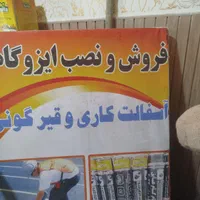 فروش و نصب ایزوگام
آسفالت کاری و قیر گونی